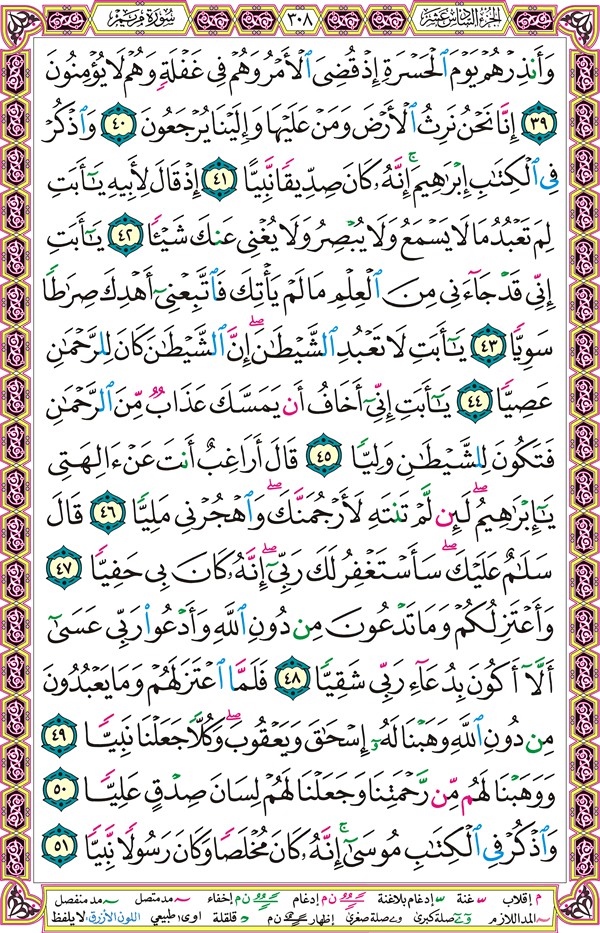 الجزء السادس عشر ٣٠٨ سورة مريم
وَأَنذِرْهُمْ يَوْمَ ٱلْحَسْرَةِ إِذْ قُضِىَ ٱلْأَمْرُ وَهُمْ فِى غَفْلَةٍ وَهُمْ لَا يُؤْمِنُونَ
٣٩ إِنَّا نَحْنُ نَرِثُ ٱلْأَرْضَ وَمَنْ عَلَيْهَا وَإِلَيْنَا يُرْجَعُونَ ٤٠ وَٱذْكُرْ
فِى ٱلْكِتَٰبِ إِبْرَٰهِيمَ ۚ إِنَّهُۥ كَانَ صِدِّيقًا نَّبِيًّا ٤١ إِذْ قَالَ لِأَبِيهِ يَٰٓأَبَتِ
لِمَ تَعْبُدُ مَا لَا يَسْمَعُ وَلَا يُبْصِرُ وَلَا يُغْنِى عَنكَ شَيْـًٔا ٤٢ يَٰٓأَبَتِ
إِنِّى قَدْ جَآءَنِى مِنَ ٱلْعِلْمِ مَا لَمْ يَأْتِكَ فَٱتَّبِعْنِىٓ أَهْدِكَ صِرَٰطًا
سَوِيًّا ٤٣ يَٰٓأَبَتِ لَا تَعْبُدِ ٱلشَّيْطَٰنَ ۖ إِنَّ ٱلشَّيْطَٰنَ كَانَ لِلرَّحْمَٰنِ
عَصِيًّا ٤٤ يَٰٓأَبَتِ إِنِّىٓ أَخَافُ أَن يَمَسَّكَ عَذَابٌ مِّنَ ٱلرَّحْمَٰنِ
فَتَكُونَ لِلشَّيْطَٰنِ وَلِيًّا ٤٥ قَالَ أَرَاغِبٌ أَنتَ عَنْ ءَالِهَتِى
يَٰٓإِبْرَٰهِيمُ ۖ لَئِن لَّمْ تَنتَهِ لَأَرْجُمَنَّكَ ۖ وَٱهْجُرْنِى مَلِيًّا ٤٦ قَالَ
سَلَٰمٌ عَلَيْكَ ۖ سَأَسْتَغْفِرُ لَكَ رَبِّىٓ ۖ إِنَّهُۥ كَانَ بِى حَفِيًّا ٤٧
وَأَعْتَزِلُكُمْ وَمَا تَدْعُونَ مِن دُونِ ٱللَّهِ وَأَدْعُوا۟ رَبِّى عَسَىٰٓ
أَلَّآ أَكُونَ بِدُعَآءِ رَبِّى شَقِيًّا ٤٨ فَلَمَّا ٱعْتَزَلَهُمْ وَمَا يَعْبُدُونَ
مِن دُونِ ٱللَّهِ وَهَبْنَا لَهُۥٓ إِسْحَٰقَ وَيَعْقُوبَ ۖ وَكُلًّا جَعَلْنَا نَبِيًّا ٤٩
وَوَهَبْنَا لَهُم مِّن رَّحْمَتِنَا وَجَعَلْنَا لَهُمْ لِسَانَ صِدْقٍ عَلِيًّا ٥٠
وَٱذْكُرْ فِى ٱلْكِتَٰبِ مُوسَىٰٓ ۚ إِنَّهُۥ كَانَ مُخْلَصًا وَكَانَ رَسُولًا نَّبِيًّا ٥١
م إقلاب غنة إدغام بلاغنة ن م إدغام ن م إخفاء مد متصل مد منفصل
المد اللازم صلة كبرى صلة صغرى إظهار ن م قلقلة اوى طبيعي اللون الأزرق: لا يلفظ